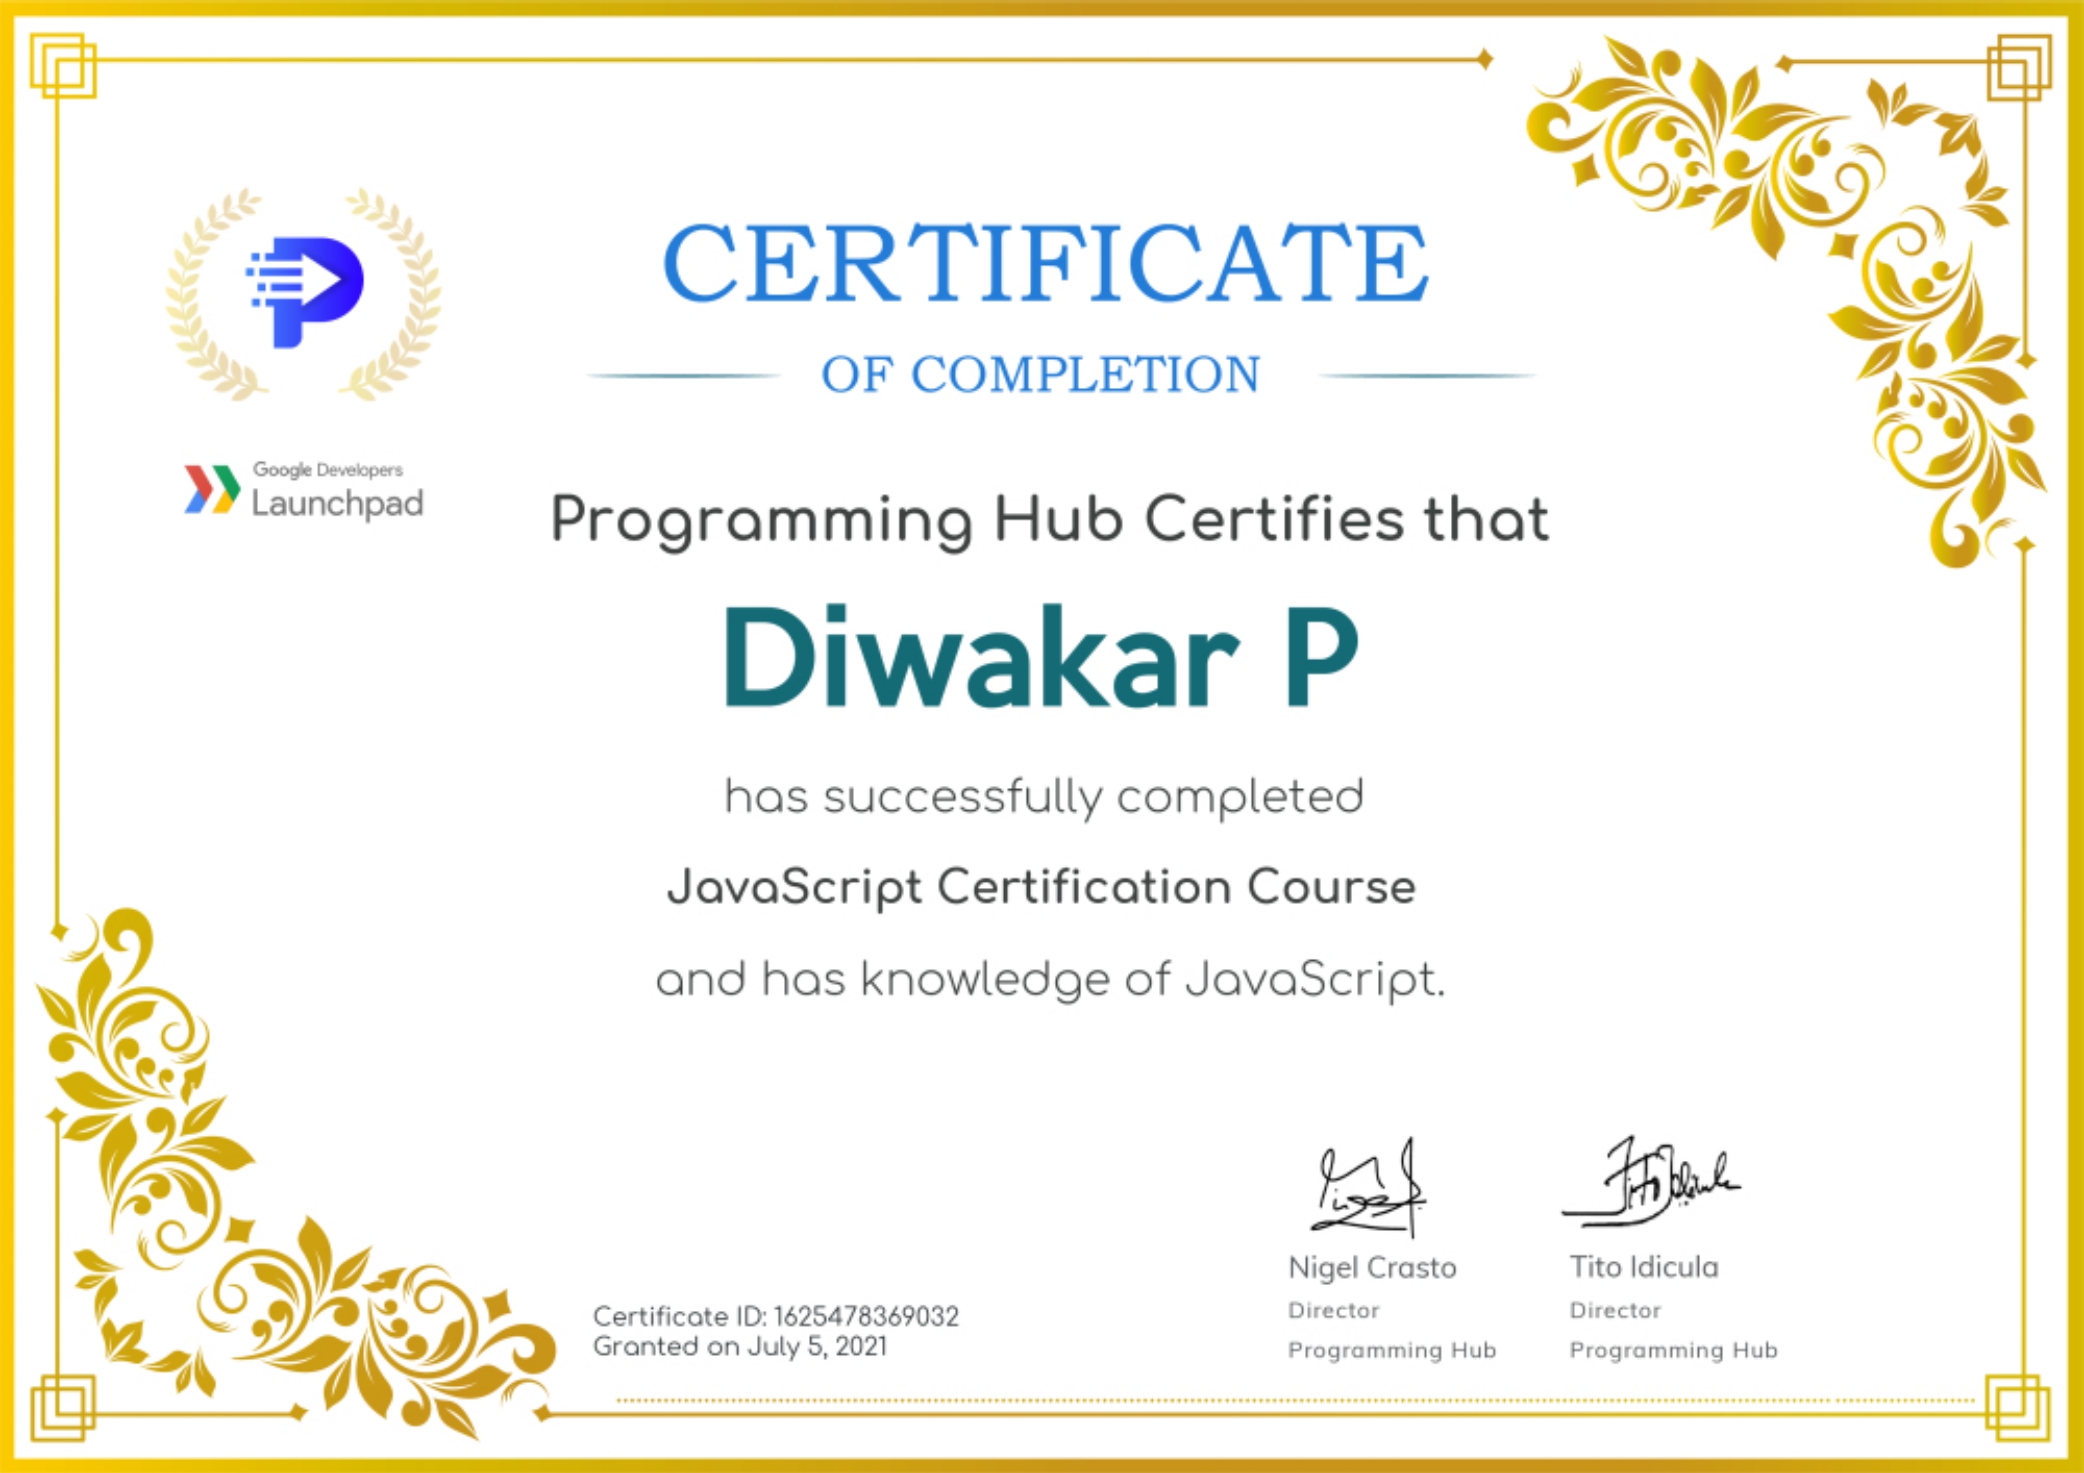 CERTIFICATE
OF COMPLETION
Google Developers
Launchpad
Programming Hub Certifies that
Diwakar P
has successfully completed
JavaScript Certification Course
and has knowledge of JavaScript.
Certificate ID: 1625478369032
Granted on July 5, 2021
Nigel Crasto
Director
Programming Hub
Tito Idicula
Director
Programming Hub